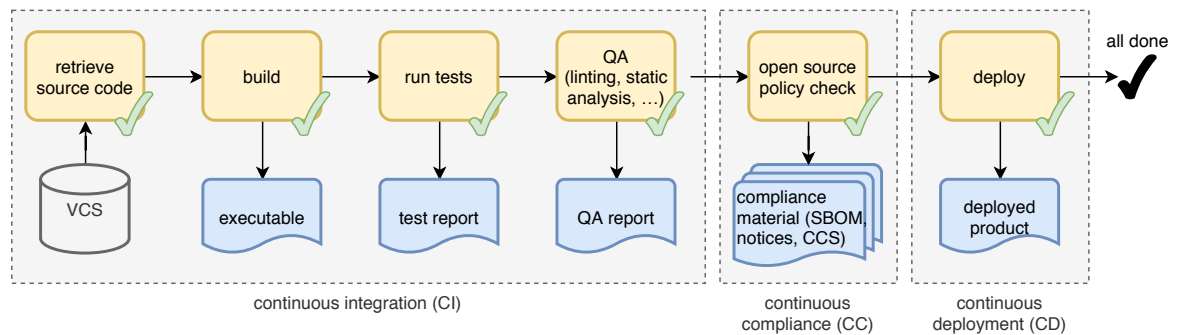 retrieve
source code
build
run tests
QA
(linting, static
analysis, …)
open source
policy check
deploy
all done
VCS
executable
test report
QA report
compliance
material (SBOM,
notices, CCS)
deployed
product
continuous integration (CI)
continuous
compliance (CC)
continuous
deployment (CD)